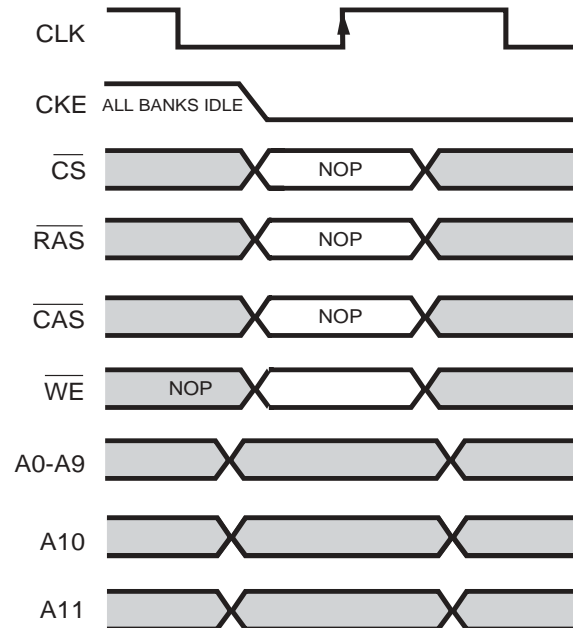 CLK
CKE ALL BANKS IDLE
CS NOP
RAS NOP
CAS NOP
WE NOP
A0-A9
A10
A11